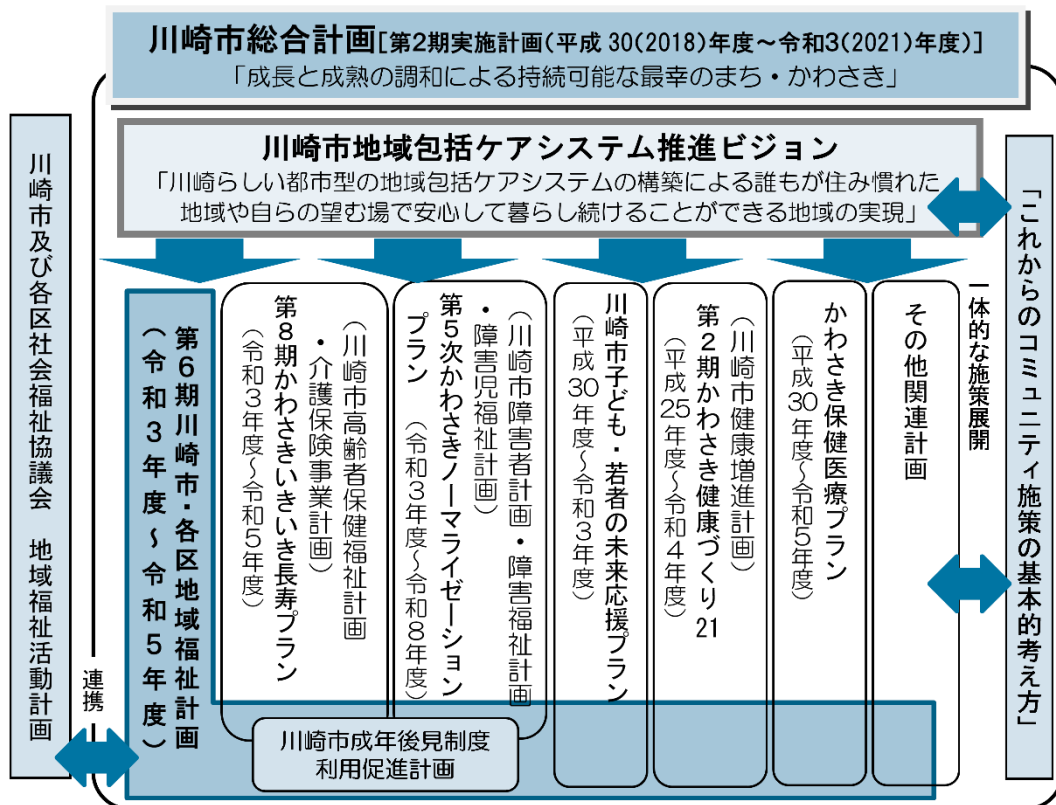 川崎市総合計画[第2期実施計画(平成30(2018)年度～令和3(2021)年度)]
「成長と成熟の調和による持続可能な最幸のまち・かわさき」
川崎市地域包括ケアシステム推進ビジョン
「川崎らしい都市型の地域包括ケアシステムの構築による誰もが住み慣れた
地域や自らの望む場で安心して暮らし続けることができる地域の実現」
川崎市及び各区社会福祉協議会　地域福祉活動計画
連携
第６期川崎市・各区地域福祉計画
（令和３年度～令和５年度）
（川崎市高齢者保健福祉計画
・介護保険事業計画）
第８期かわさきいきいき長寿プラン
（令和３年度～令和５年度）
（川崎市障害者計画・障害福祉計画
・障害児福祉計画）
第５次かわさきノーマライゼーション
プラン　（令和３年度～令和８年度）
川崎市子ども・若者の未来応援プラン
（平成30年度～令和３年度）
（川崎市健康増進計画）
第２期かわさき健康づくり21
（平成25年度～令和４年度）
かわさき保健医療プラン
（平成30年度～令和５年度）
その他関連計画
一体的な施策展開
「これからのコミュニティ施策の基本的考え方」
川崎市成年後見制度
利用促進計画